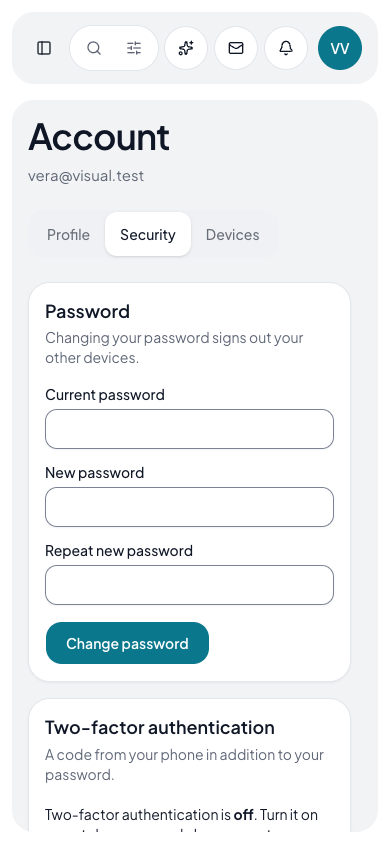 VV
Account
vera@visual.test
Profile Security Devices
Password
Changing your password signs out your
other devices.
Current password
New password
Repeat new password
Change password
Two-factor authentication
A code from your phone in addition to your
password.
Two-factor authentication is off. Turn it on